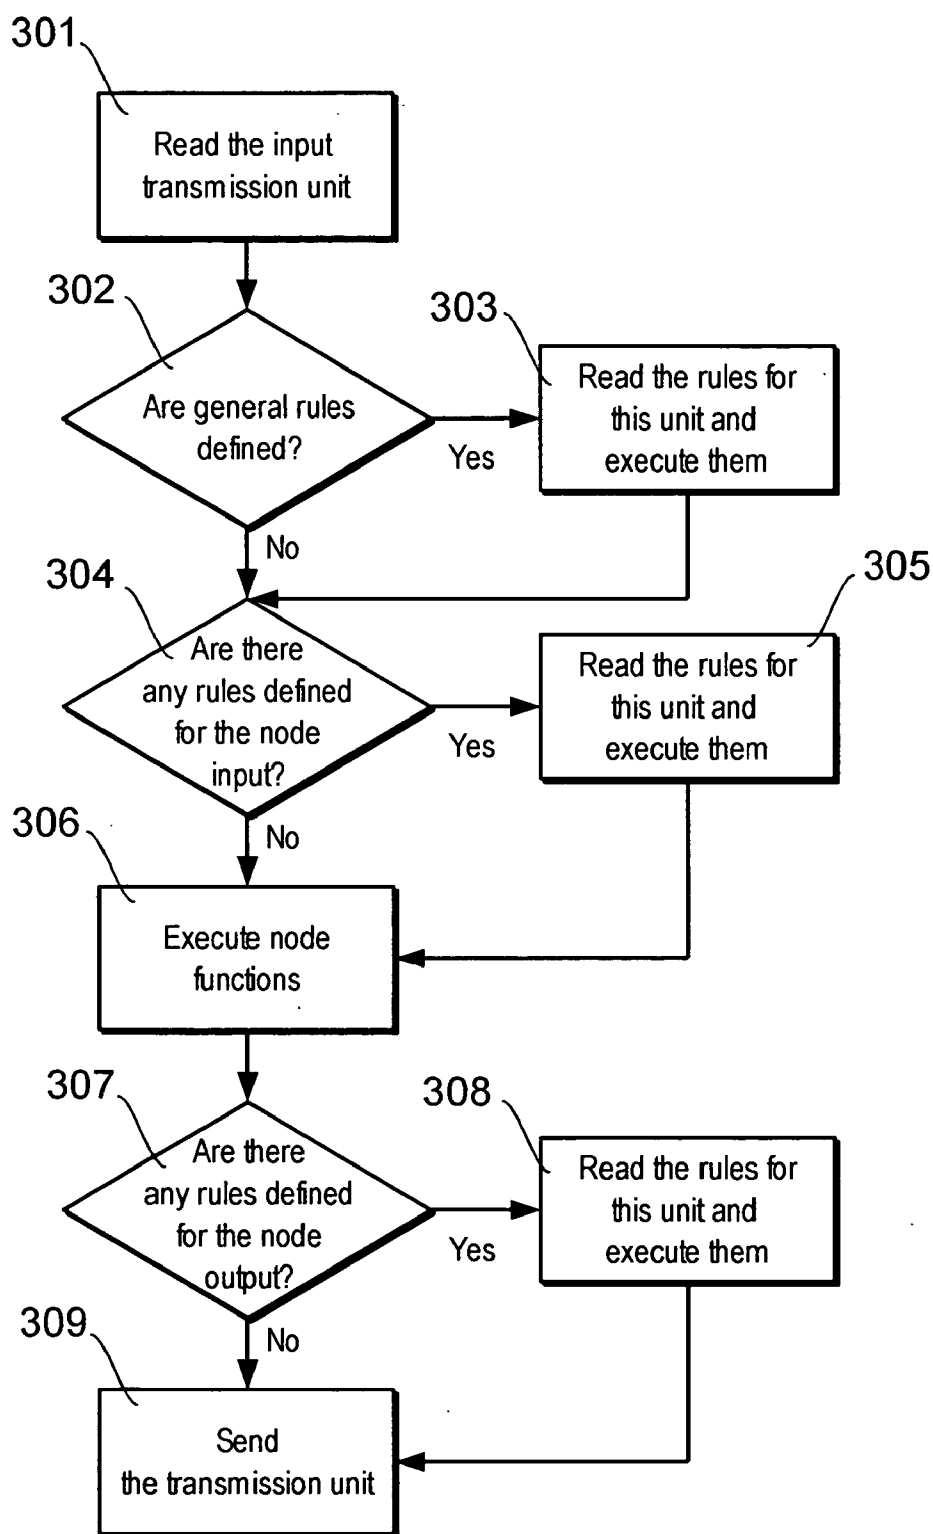 301
Read the input
transmission unit
302
Are general rules
defined?
Yes
No
303
Read the rules for
this unit and
execute them
304
Are there
any rules defined
for the node
input?
Yes
No
305
Read the rules for
this unit and
execute them
306
Execute node
functions
307
Are there
any rules defined
for the node
output?
Yes
No
308
Read the rules for
this unit and
execute them
309
Send
the transmission unit